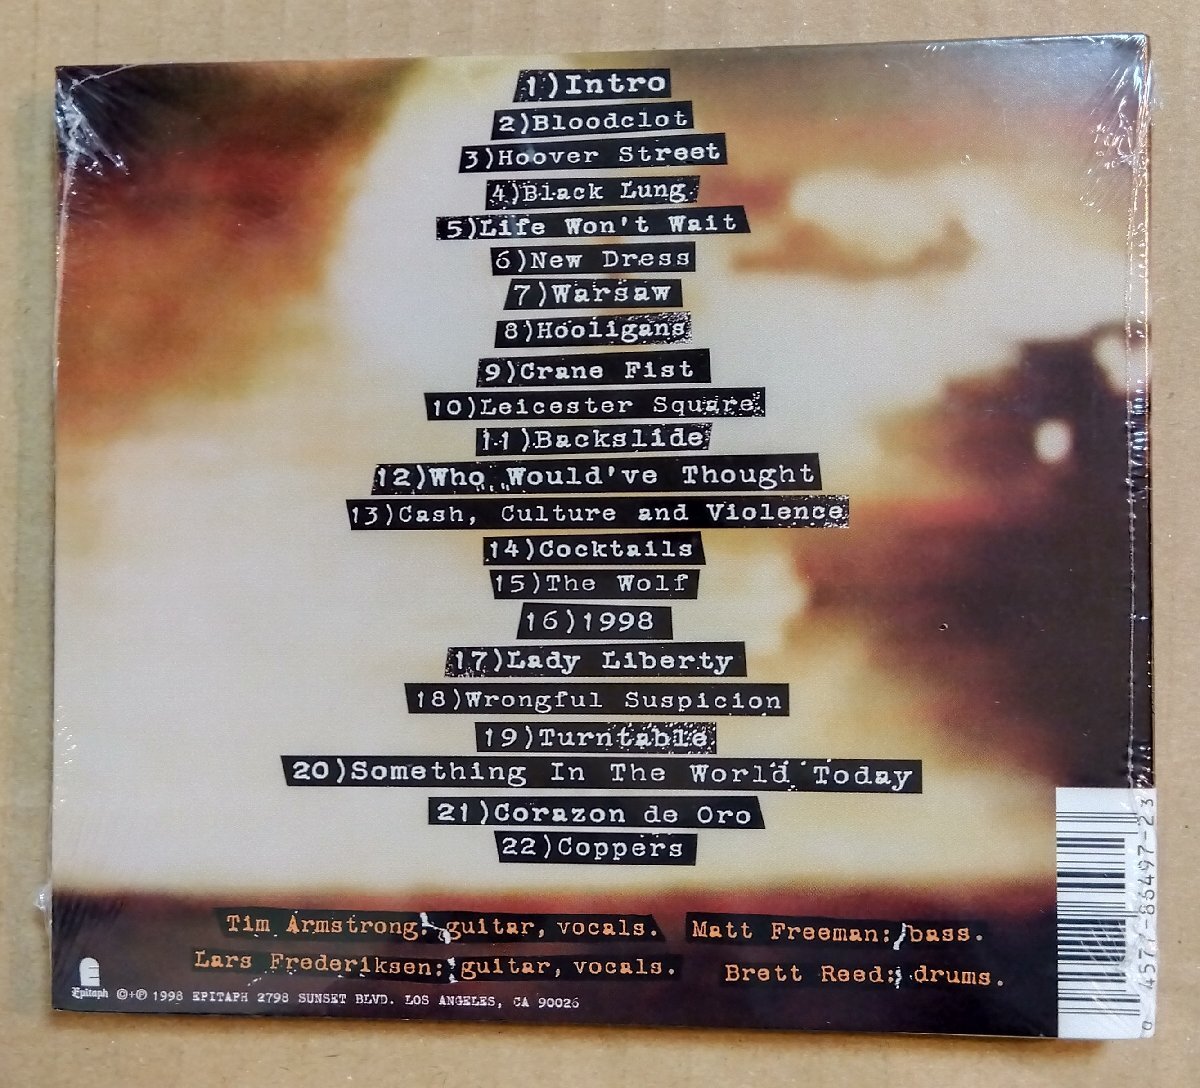 1)Intro
2)Bloodclot
3)Hoover Street
4)Black Lung
5)Life Won't Wait
6)New Dress
7)Warsaw
8)Hooligans
9)Crane Fist
10)Leicester Square
11)Backslide
12)Who Would've Thought
13)Cash, Culture and Violence
14)Cocktails
15)The Wolf
16)1998
17)Lady Liberty
18)Wrongful Suspicion
19)Turntable
20)Something In The World Today
21)Corazon de Oro
22)Coppers
Tim Armstrong: guitar, vocals. Matt Freeman: bass.
Lars Frederiksen: guitar, vocals. Brett Reed: drums.
Epitaph ©+℗ 1998 EPITAPH 2798 SUNSET BLVD. LOS ANGELES, CA 90026
0 4577-86497-23